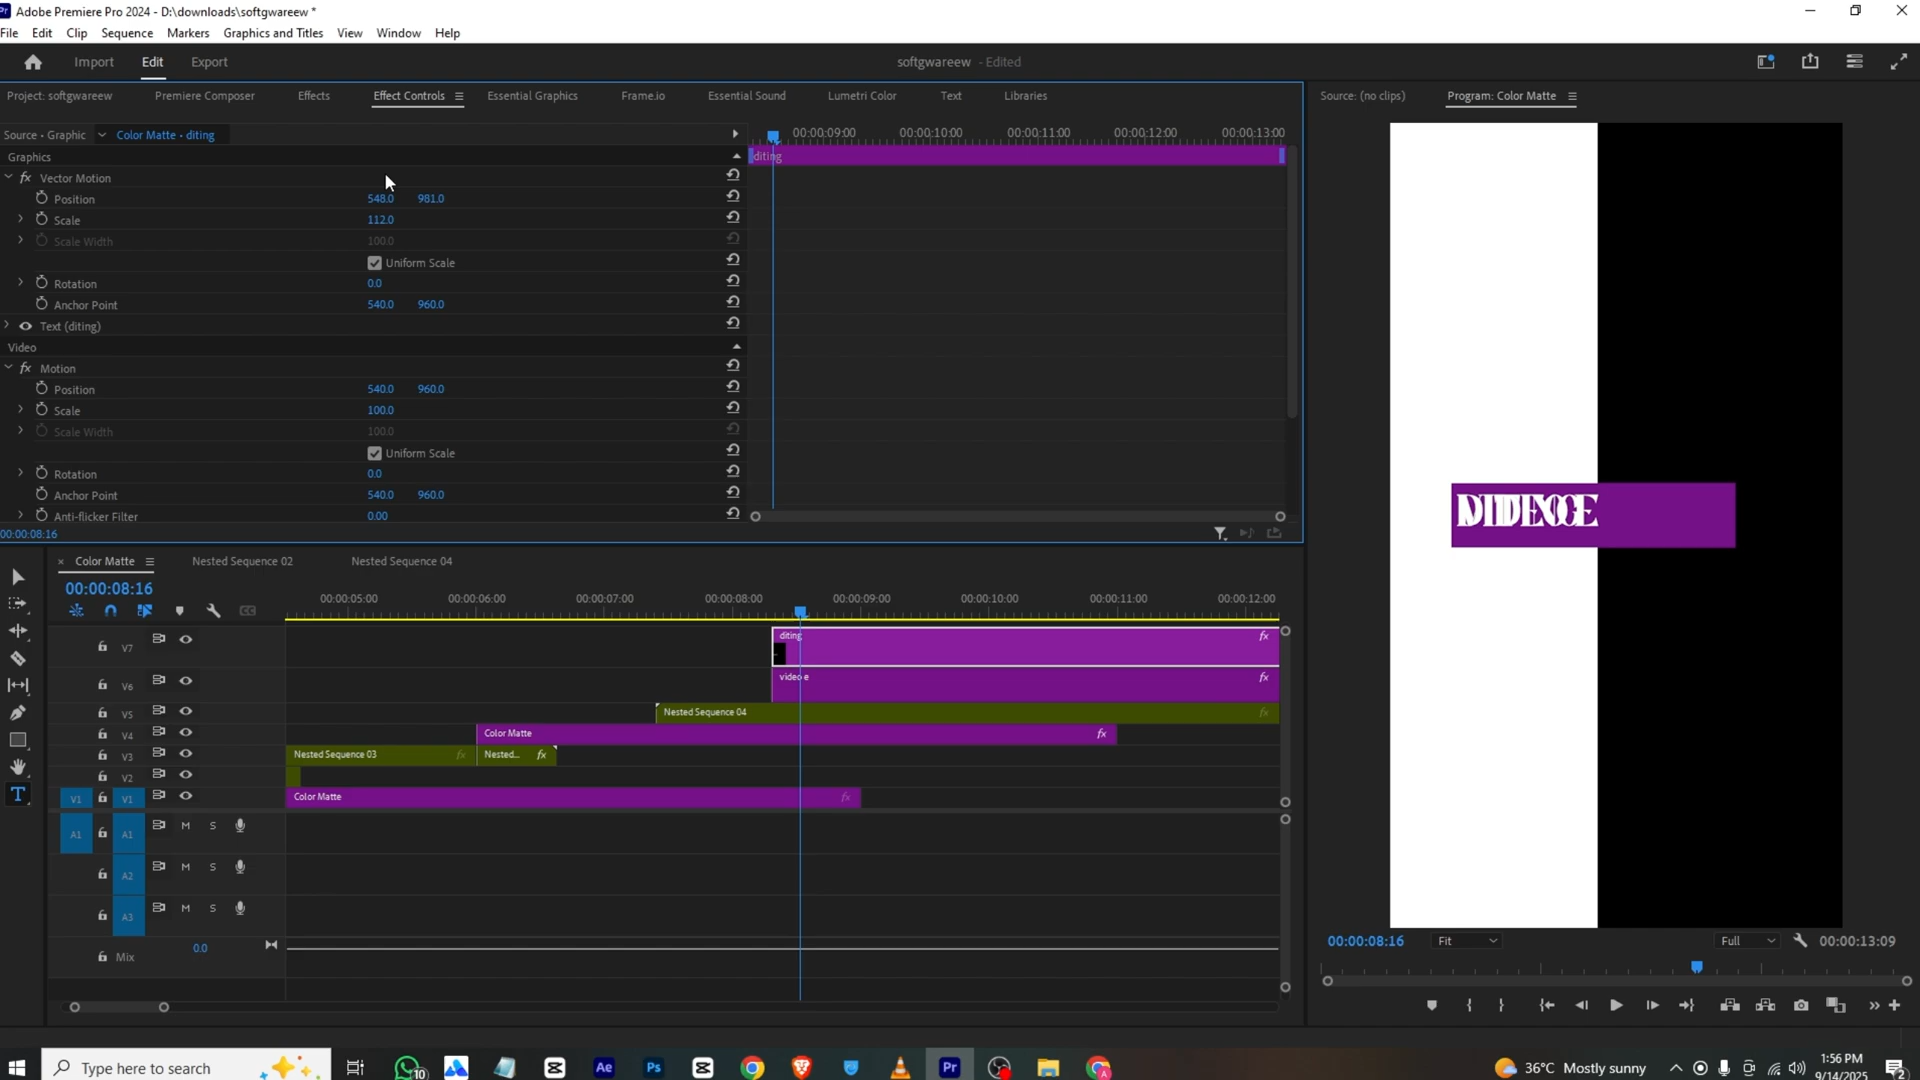 Adobe Premiere Pro 2024 - D:\downloads\softgwareew *
File Edit Clip Sequence Markers Graphics and Titles View Window Help
Import Edit Export
softgwareew - Edited
Project: softgwareew Premiere Composer Effects Effect Controls Essential Graphics Frame.io Essential Sound Lumetri Color Text Libraries
Source: (no clips) Program: Color Matte
Source • Graphic Color Matte • diting
00:00:09:00 00:00:10:00 00:00:11:00 00:00:12:00 00:00:13:00
Graphics
diting
fx Vector Motion
Position 548.0 981.0
Scale 112.0
Scale Width 100.0
Uniform Scale
Rotation 0.0
Anchor Point 540.0 960.0
Text (diting)
Video
fx Motion
Position 540.0 960.0
Scale 100.0
Scale Width 100.0
Uniform Scale
Rotation 0.0
Anchor Point 540.0 960.0
Anti-flicker Filter 0.00
00:00:08:16
Color Matte Nested Sequence 02 Nested Sequence 04
00:00:08:16
00:00:05:00 00:00:06:00 00:00:07:00 00:00:08:00 00:00:09:00 00:00:10:00 00:00:11:00 00:00:12:00
V7 diting fx
V6 video e fx
V5 Nested Sequence 04 fx
V4 Color Matte fx
V3 Nested Sequence 03 fx Nested... fx
V2
V1 V1 Color Matte fx
A1 A1 M S
A2 M S
A3 M S
Mix 0.0
00:00:08:16 Fit Full 00:00:13:09
Type here to search
10
Ae Ps Pr
36°C Mostly sunny
1:56 PM
9/14/2025
2